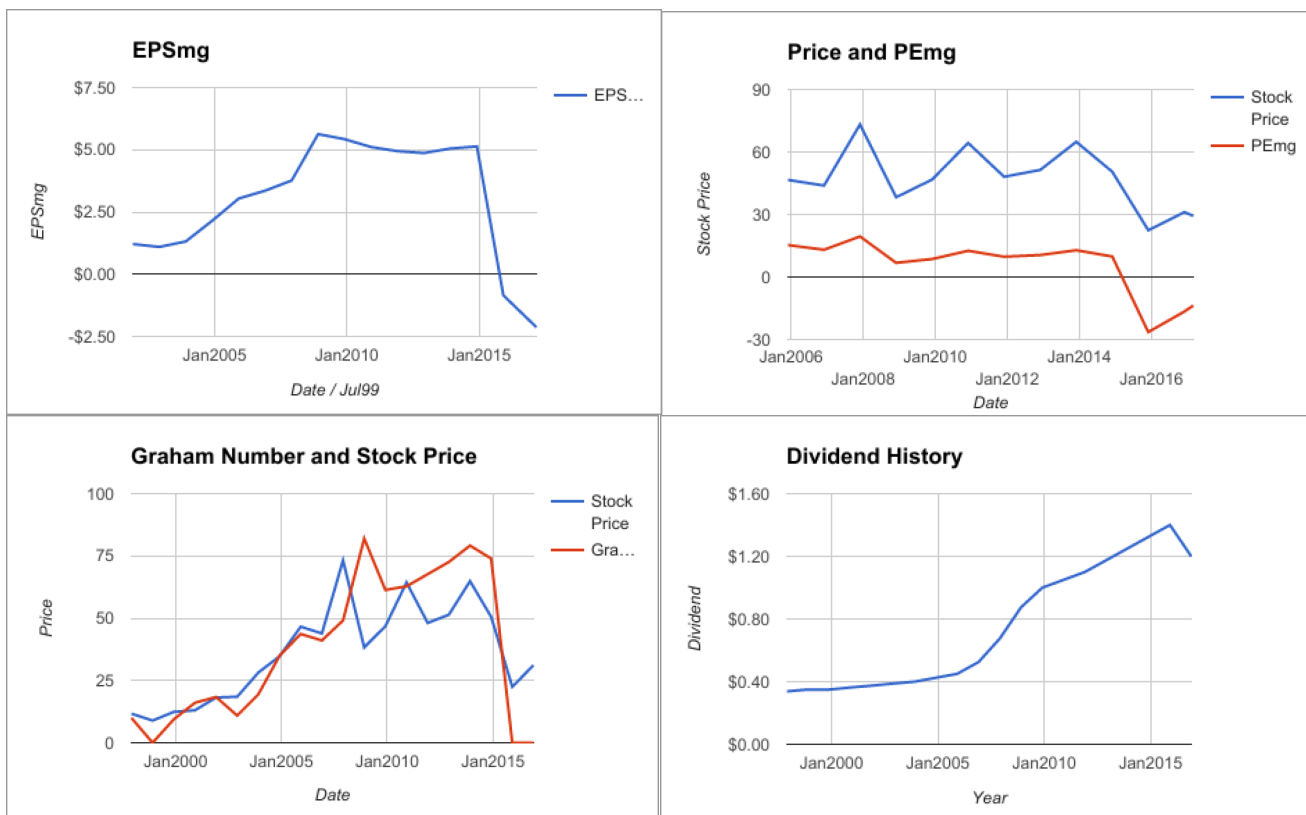 EPSmg
$7.50
$5.00
$2.50
$0.00
-$2.50
EPSmg
Jan2005
Jan2010
Jan2015
Date / Jul99
EPS…
Price and PEmg
90
60
30
0
-30
Stock Price
Jan2006
Jan2008
Jan2010
Jan2012
Jan2014
Jan2016
Date
Stock
Price
PEmg
Graham Number and Stock Price
100
75
50
25
0
Price
Jan2000
Jan2005
Jan2010
Jan2015
Date
Stock
Price
Gra…
Dividend History
$1.60
$1.20
$0.80
$0.40
$0.00
Dividend
Jan2000
Jan2005
Jan2010
Jan2015
Year